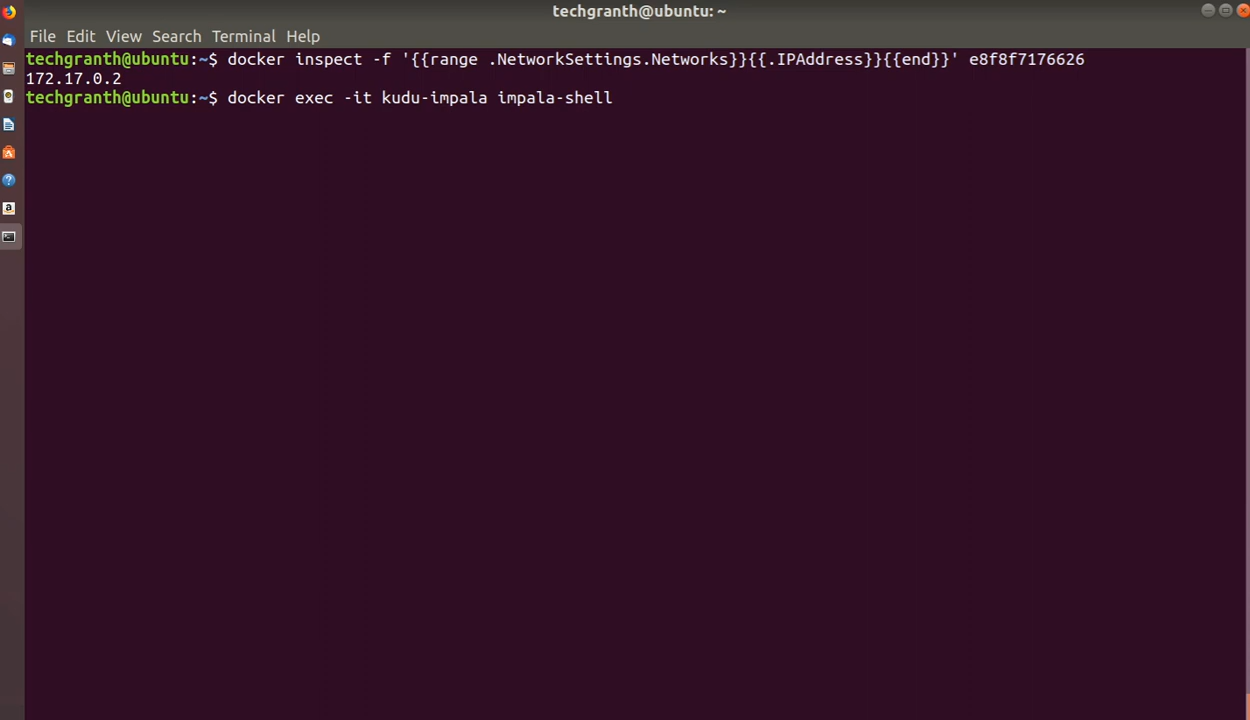 techgranth@ubuntu: ~
File Edit View Search Terminal Help
techgranth@ubuntu:~$ docker inspect -f '{{range .NetworkSettings.Networks}}{{.IPAddress}}{{end}}' e8f8f7176626
172.17.0.2
techgranth@ubuntu:~$ docker exec -it kudu-impala impala-shell